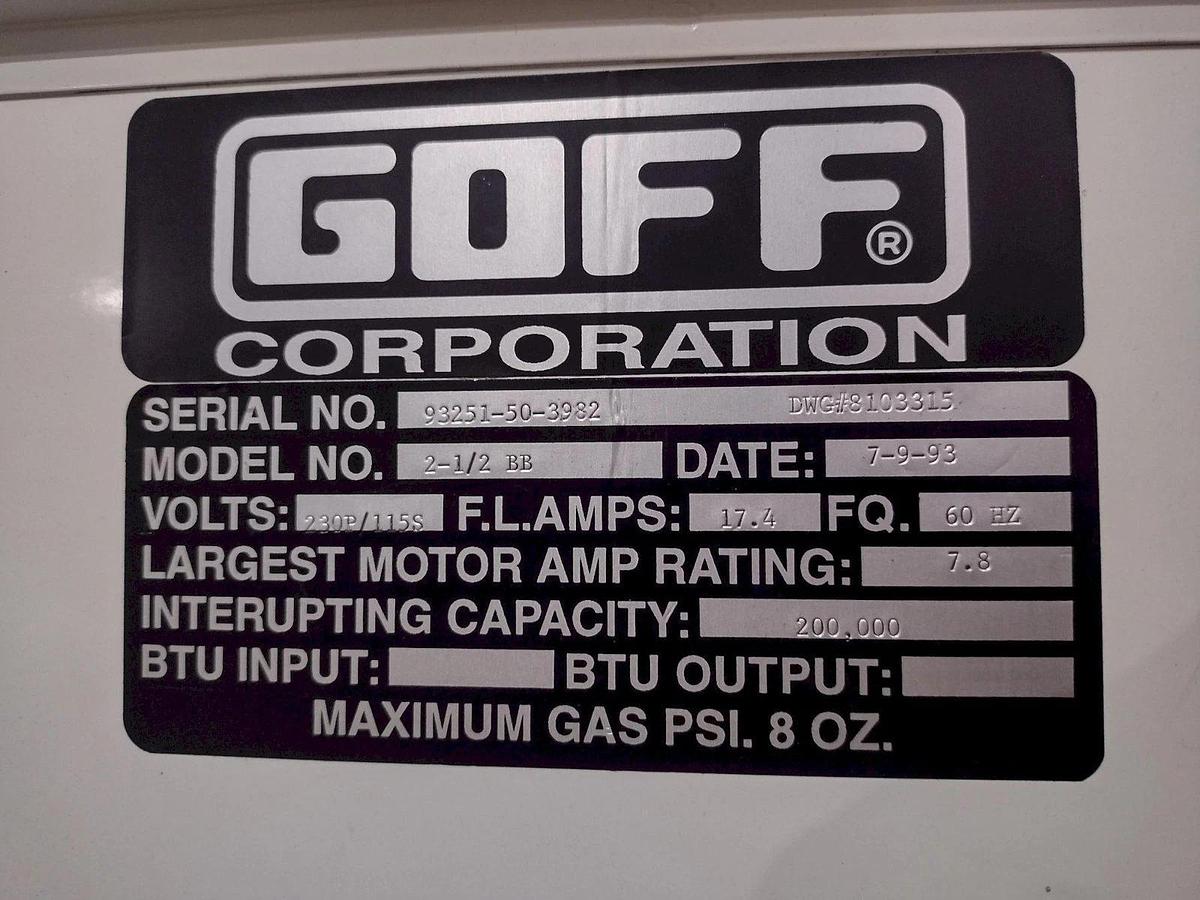 GOFF®
CORPORATION
SERIAL NO. 93251-50-3982 DWG#8103315
MODEL NO. 2-1/2 BB DATE: 7-9-93
VOLTS: 230P/115S F.L.AMPS: 17.4 FQ. 60 HZ
LARGEST MOTOR AMP RATING: 7.8
INTERUPTING CAPACITY: 200,000
BTU INPUT: BTU OUTPUT:
MAXIMUM GAS PSI. 8 OZ.